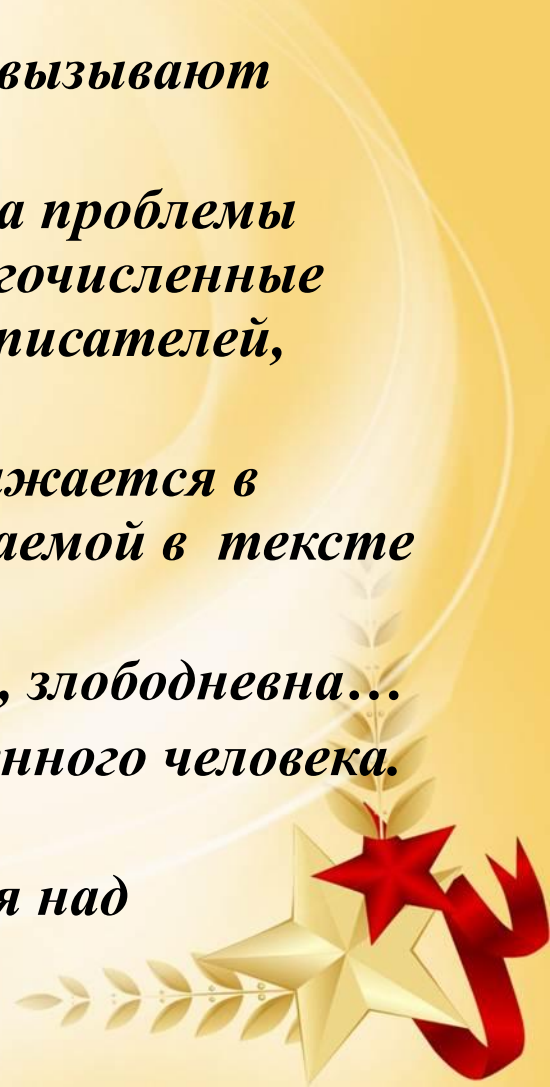 вызывают
а проблемы
гочисленные
писателей,
жается в
аемой в тексте
, злободневна…
нного человека.
я над